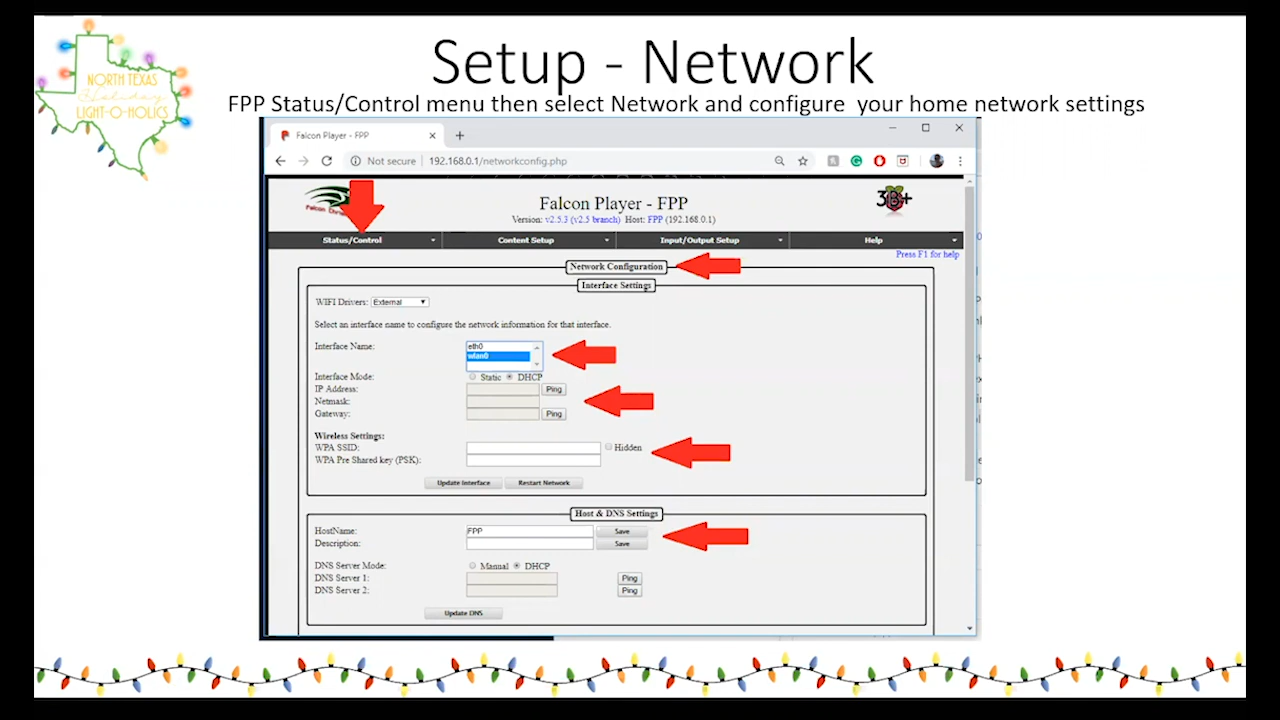 NORTH TEXAS
Holiday
LIGHT-O-HOLICS
Setup - Network
FPP Status/Control menu then select Network and configure your home network settings
Falcon Player - FPP
Not secure 192.168.0.1/networkconfig.php
Falcon
Falcon Player - FPP
3B+
Version: v2.5.3 (v2.5 branch) Host: FPP (192.168.0.1)
Status/Control Content Setup Input/Output Setup Help
Press F1 for help
Network Configuration
Interface Settings
WIFI Drivers: External
Select an interface name to configure the network information for that interface.
Interface Name: eth0
wlan0
Interface Mode: Static DHCP
IP Address: Ping
Netmask:
Gateway: Ping
Wireless Settings:
WPA SSID: Hidden
WPA Pre Shared key (PSK):
Update Interface Restart Network
Host & DNS Settings
HostName: FPP Save
Description: Save
DNS Server Mode: Manual DHCP
DNS Server 1: Ping
DNS Server 2: Ping
Update DNS